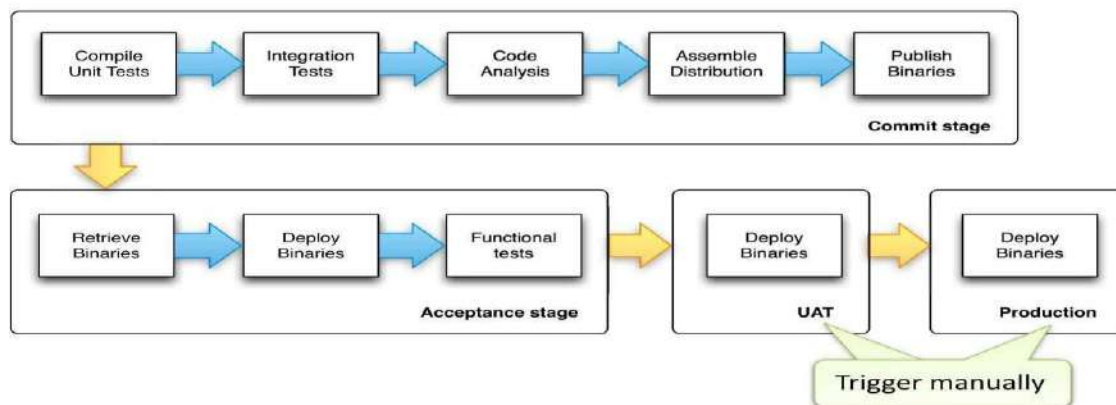 Compile
Unit Tests
Integration
Tests
Code
Analysis
Assemble
Distribution
Publish
Binaries
Commit stage
Retrieve
Binaries
Deploy
Binaries
Functional
tests
Acceptance stage
Deploy
Binaries
UAT
Deploy
Binaries
Production
Trigger manually